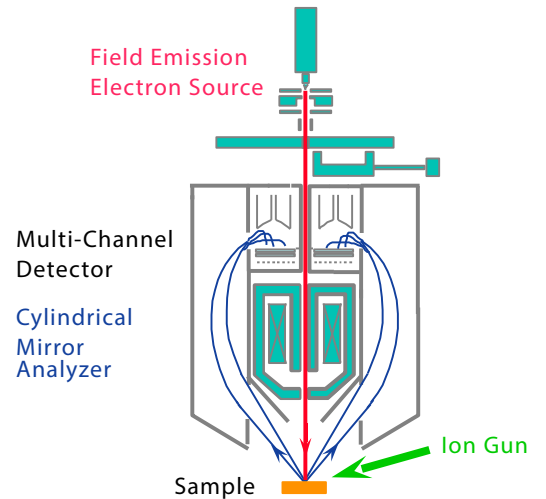 Field Emission
Electron Source
Multi-Channel
Detector
Cylindrical
Mirror
Analyzer
Ion Gun
Sample